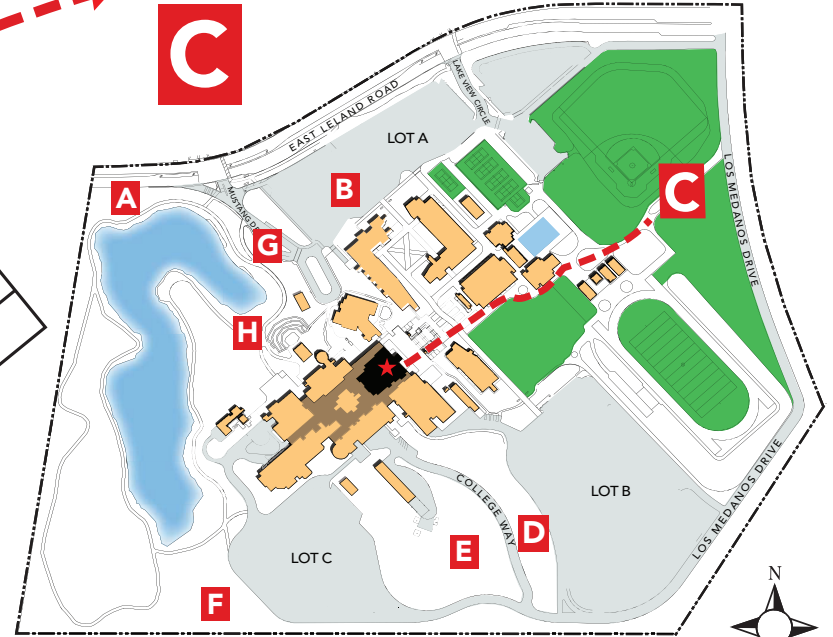 C
EAST LELAND ROAD
LAKE VIEW CIRCLE
LOT A
A
B
C
MUSTANG DR
G
LOS MEDANOS DRIVE
H
COLLEGE WAY
LOT B
LOS MEDANOS DRIVE
D
E
LOT C
F
N